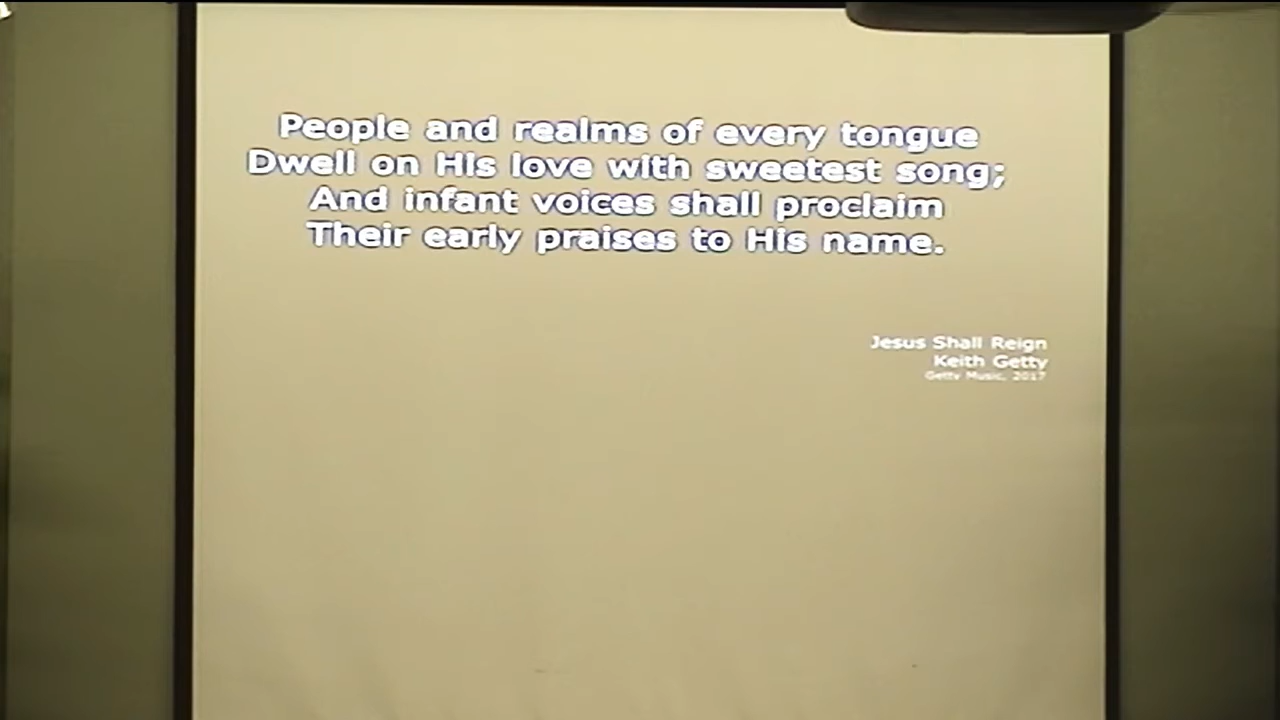 People and realms of every tongue
Dwell on His love with sweetest song;
And infant voices shall proclaim
Their early praises to His name.
Jesus Shall Reign
Keith Getty
Getty Music, 2017